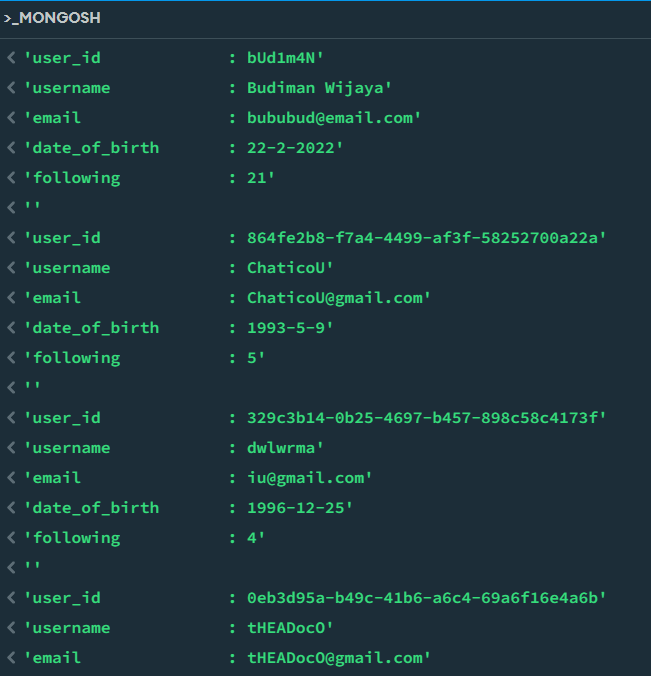 >_MONGOSH
'user_id : bUd1m4N'
'username : Budiman Wijaya'
'email : bububud@email.com'
'date_of_birth : 22-2-2022'
'following : 21'
''
'user_id : 864fe2b8-f7a4-4499-af3f-58252700a22a'
'username : ChaticoU'
'email : ChaticoU@gmail.com'
'date_of_birth : 1993-5-9'
'following : 5'
''
'user_id : 329c3b14-0b25-4697-b457-898c58c4173f'
'username : dwlwrma'
'email : iu@gmail.com'
'date_of_birth : 1996-12-25'
'following : 4'
''
'user_id : 0eb3d95a-b49c-41b6-a6c4-69a6f16e4a6b'
'username : tHEADocO'
'email : tHEADocO@gmail.com'